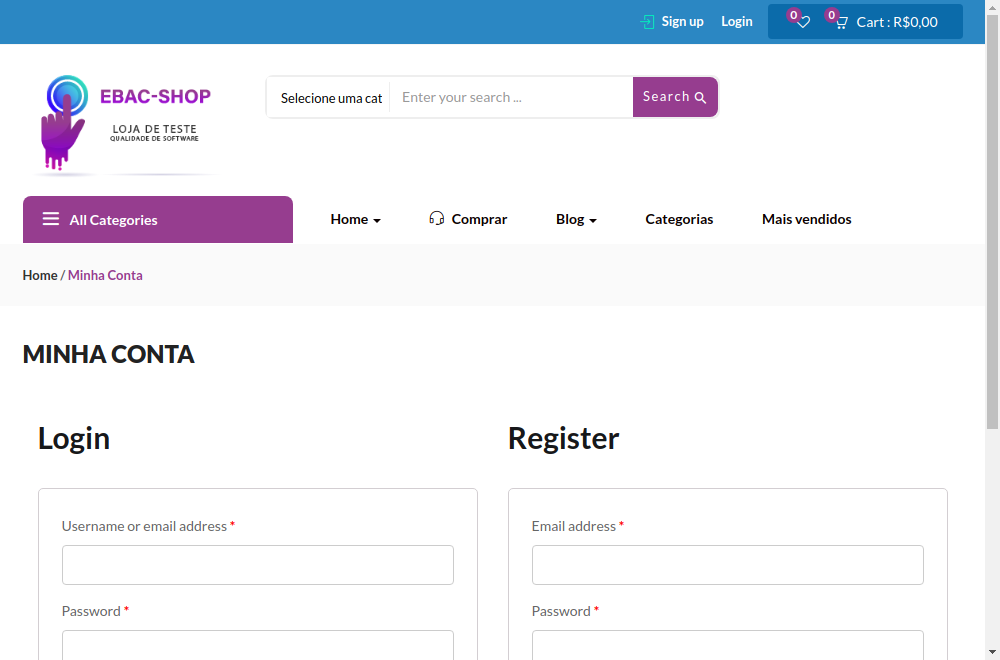 Sign up
Login
0
0
Cart : R$0,00
EBAC-SHOP
LOJA DE TESTE
QUALIDADE DE SOFTWARE
Selecione uma cat
Enter your search ...
Search
All Categories
Home
Comprar
Blog
Categorias
Mais vendidos
Home / Minha Conta
MINHA CONTA
Login
Register
Username or email address *
Email address *
Password *
Password *